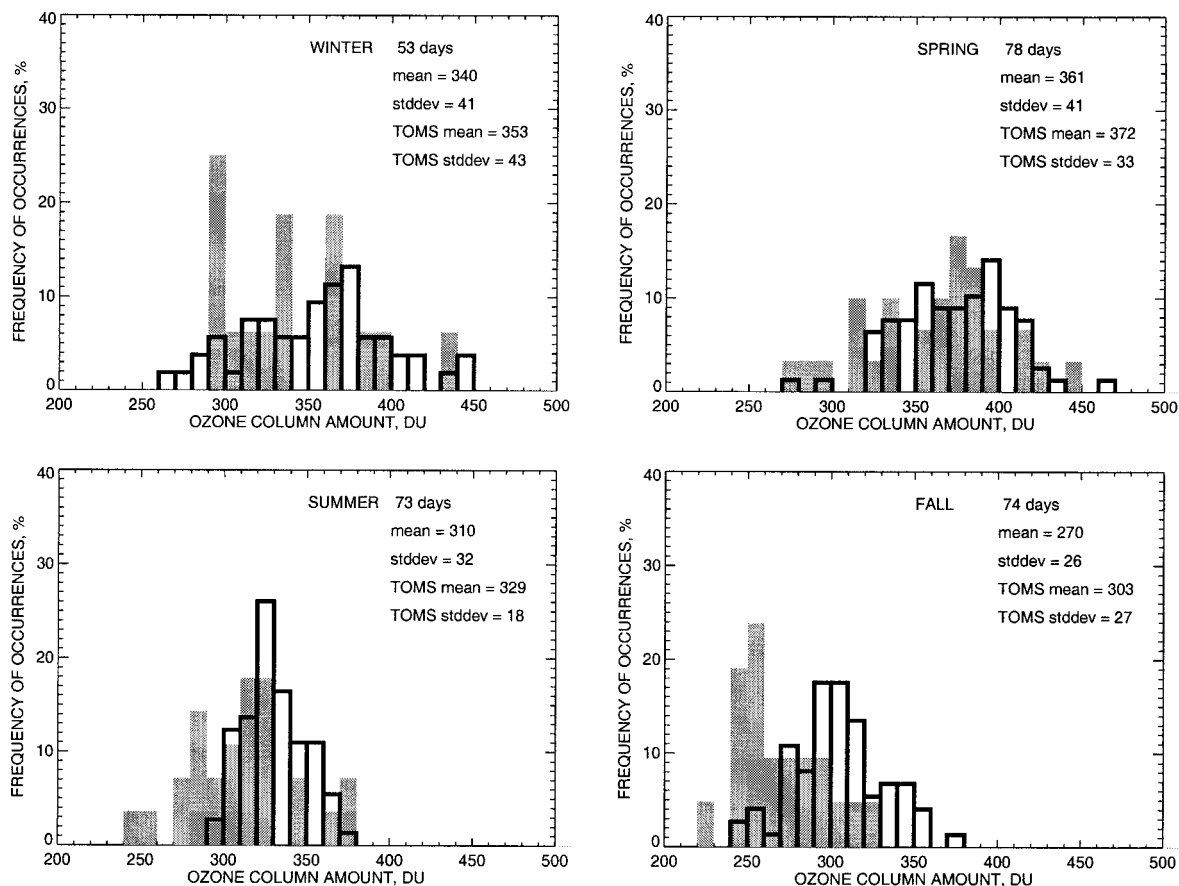 40
WINTER 53 days
mean = 340
30
stddev = 41
TOMS mean = 353
TOMS stddev = 43
20
10
0
200 250 300 350 400 450 500
OZONE COLUMN AMOUNT, DU
FREQUENCY OF OCCURRENCES, %
40
SPRING 78 days
mean = 361
30
stddev = 41
TOMS mean = 372
TOMS stddev = 33
20
10
0
200 250 300 350 400 450 500
OZONE COLUMN AMOUNT, DU
FREQUENCY OF OCCURRENCES, %
40
SUMMER 73 days
mean = 310
30
stddev = 32
TOMS mean = 329
TOMS stddev = 18
20
10
0
200 250 300 350 400 450 500
OZONE COLUMN AMOUNT, DU
FREQUENCY OF OCCURRENCES, %
40
FALL 74 days
mean = 270
30
stddev = 26
TOMS mean = 303
TOMS stddev = 27
20
10
0
200 250 300 350 400 450 500
OZONE COLUMN AMOUNT, DU
FREQUENCY OF OCCURRENCES, %